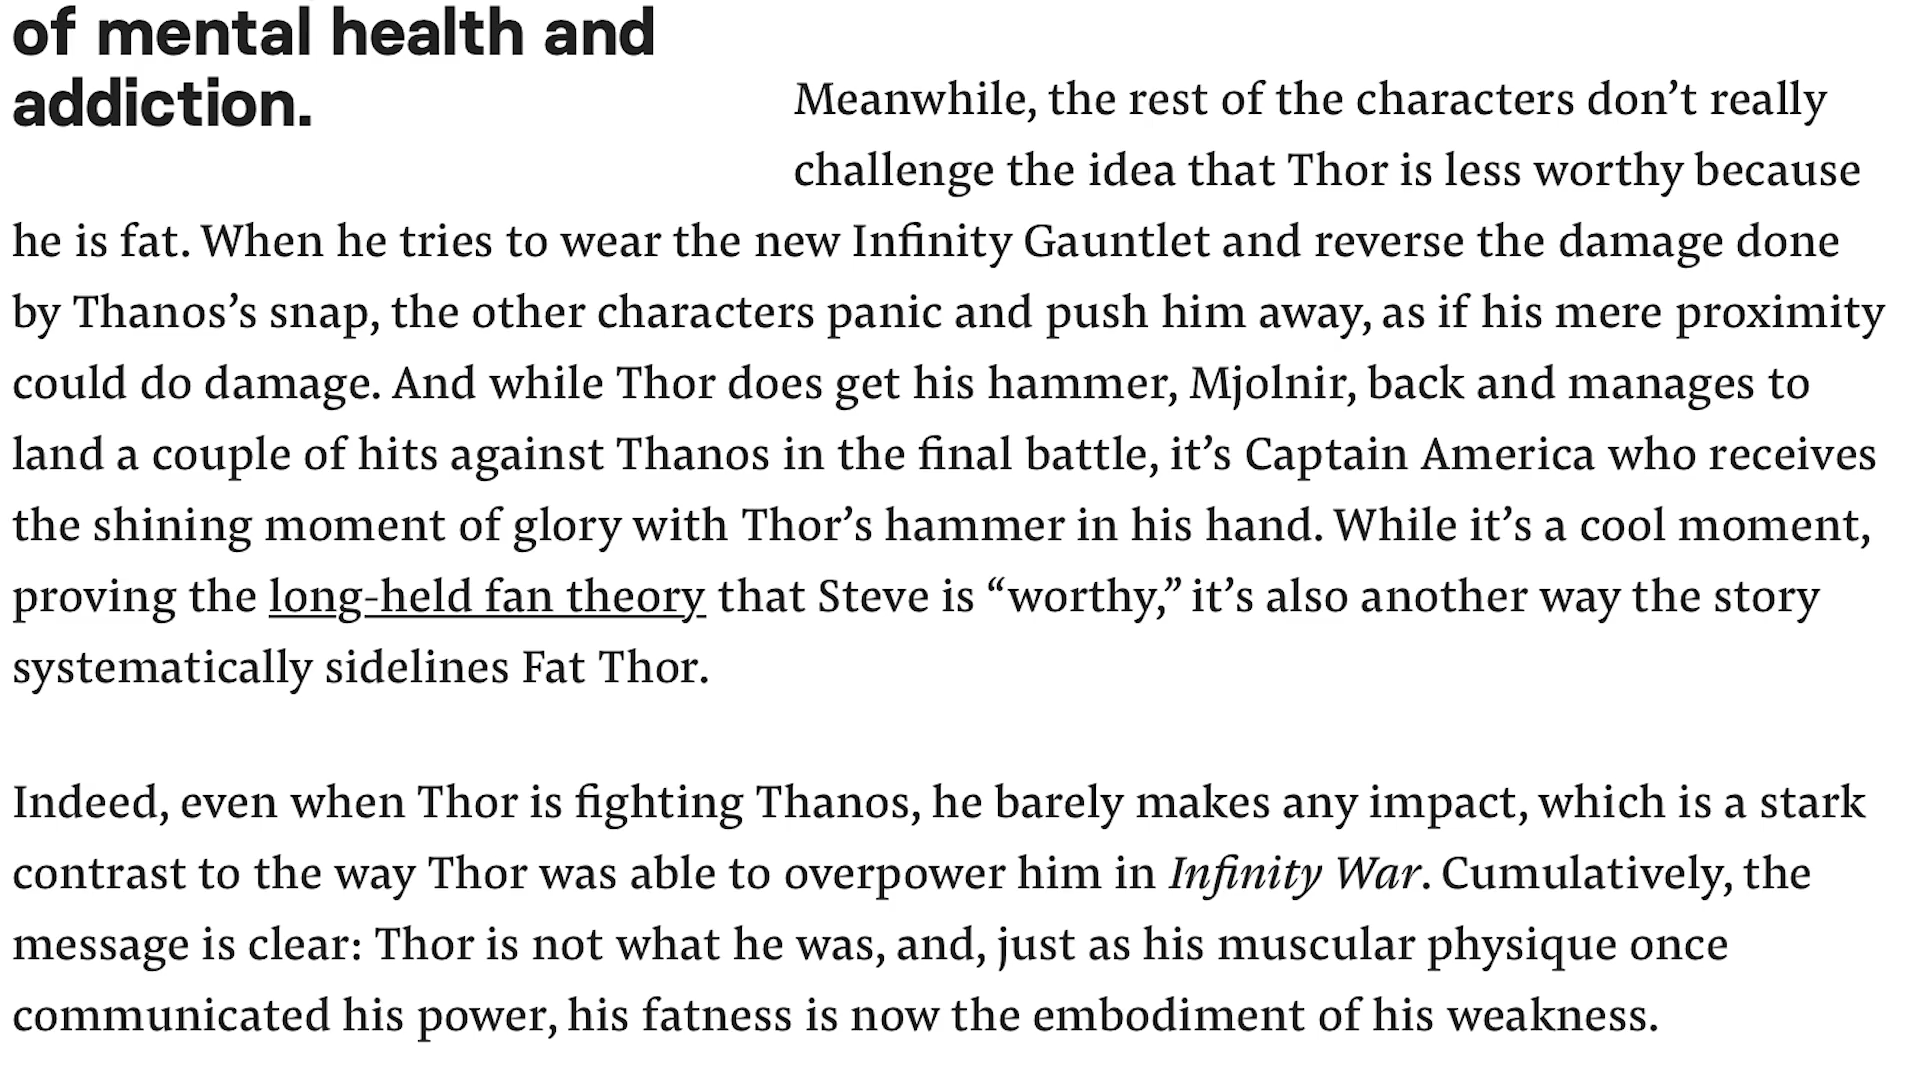 of mental health and
addiction.
Meanwhile, the rest of the characters don’t really
challenge the idea that Thor is less worthy because
he is fat. When he tries to wear the new Infinity Gauntlet and reverse the damage done
by Thanos’s snap, the other characters panic and push him away, as if his mere proximity
could do damage. And while Thor does get his hammer, Mjolnir, back and manages to
land a couple of hits against Thanos in the final battle, it’s Captain America who receives
the shining moment of glory with Thor’s hammer in his hand. While it’s a cool moment,
proving the long-held fan theory that Steve is “worthy,” it’s also another way the story
systematically sidelines Fat Thor.
Indeed, even when Thor is fighting Thanos, he barely makes any impact, which is a stark
contrast to the way Thor was able to overpower him in Infinity War. Cumulatively, the
message is clear: Thor is not what he was, and, just as his muscular physique once
communicated his power, his fatness is now the embodiment of his weakness.